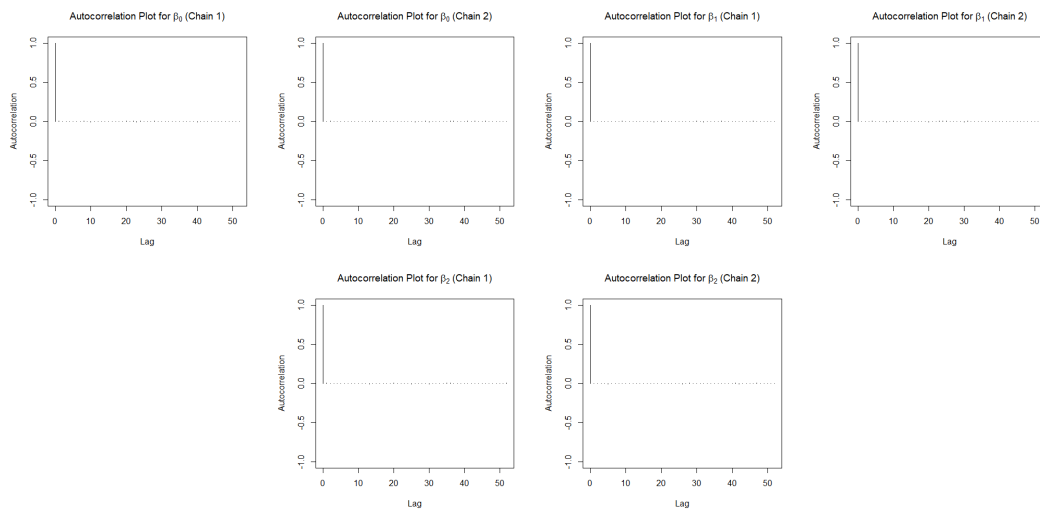 Autocorrelation Plot for β₀ (Chain 1)
Autocorrelation
1.0
0.5
0.0
-0.5
-1.0
0 10 20 30 40 50
Lag
Autocorrelation Plot for β₀ (Chain 2)
Autocorrelation
1.0
0.5
0.0
-0.5
-1.0
0 10 20 30 40 50
Lag
Autocorrelation Plot for β₁ (Chain 1)
Autocorrelation
1.0
0.5
0.0
-0.5
-1.0
0 10 20 30 40 50
Lag
Autocorrelation Plot for β₁ (Chain 2)
Autocorrelation
1.0
0.5
0.0
-0.5
-1.0
0 10 20 30 40 50
Lag
Autocorrelation Plot for β₂ (Chain 1)
Autocorrelation
1.0
0.5
0.0
-0.5
-1.0
0 10 20 30 40 50
Lag
Autocorrelation Plot for β₂ (Chain 2)
Autocorrelation
1.0
0.5
0.0
-0.5
-1.0
0 10 20 30 40 50
Lag